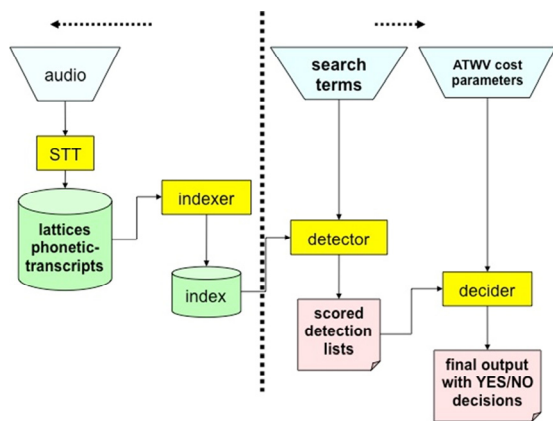 audio
STT
lattices
phonetic-
transcripts
indexer
index
search
terms
detector
scored
detection
lists
ATWV cost
parameters
decider
final output
with YES/NO
decisions